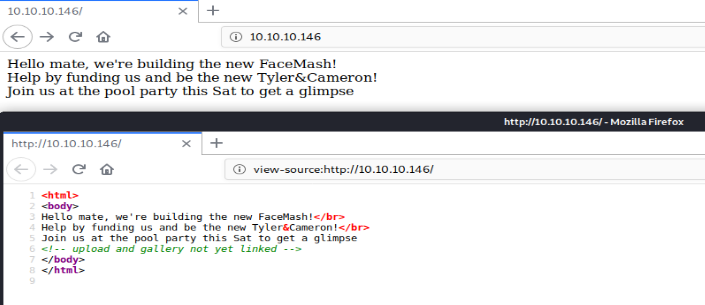 10.10.10.146/
10.10.10.146
Hello mate, we're building the new FaceMash!
Help by funding us and be the new Tyler&Cameron!
Join us at the pool party this Sat to get a glimpse
http://10.10.10.146/ - Mozilla Firefox
http://10.10.10.146/
view-source:http://10.10.10.146/
1 <html>
2 <body>
3 Hello mate, we're building the new FaceMash!</br>
4 Help by funding us and be the new Tyler&Cameron!</br>
5 Join us at the pool party this Sat to get a glimpse
6 <!-- upload and gallery not yet linked -->
7 </body>
8 </html>
9